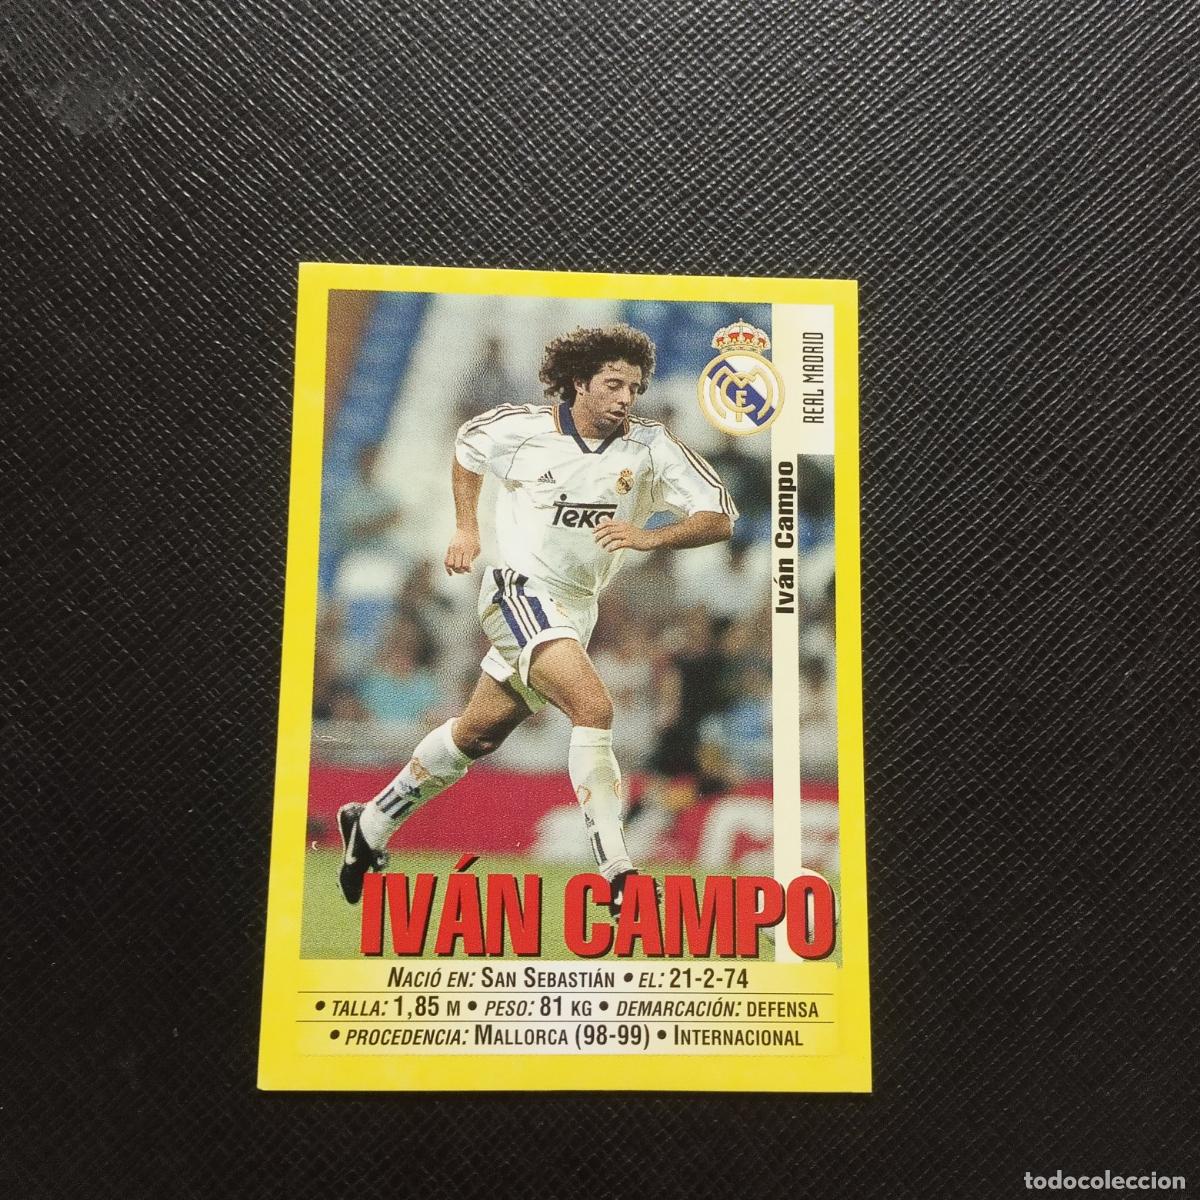 REAL MADRID
Iván Campo
adidas
Teka
IVÁN CAMPO
NACIÓ EN: SAN SEBASTIÁN • EL: 21-2-74
• TALLA: 1,85 M • PESO: 81 KG • DEMARCACIÓN: DEFENSA
• PROCEDENCIA: MALLORCA (98-99) • INTERNACIONAL
todocoleccion